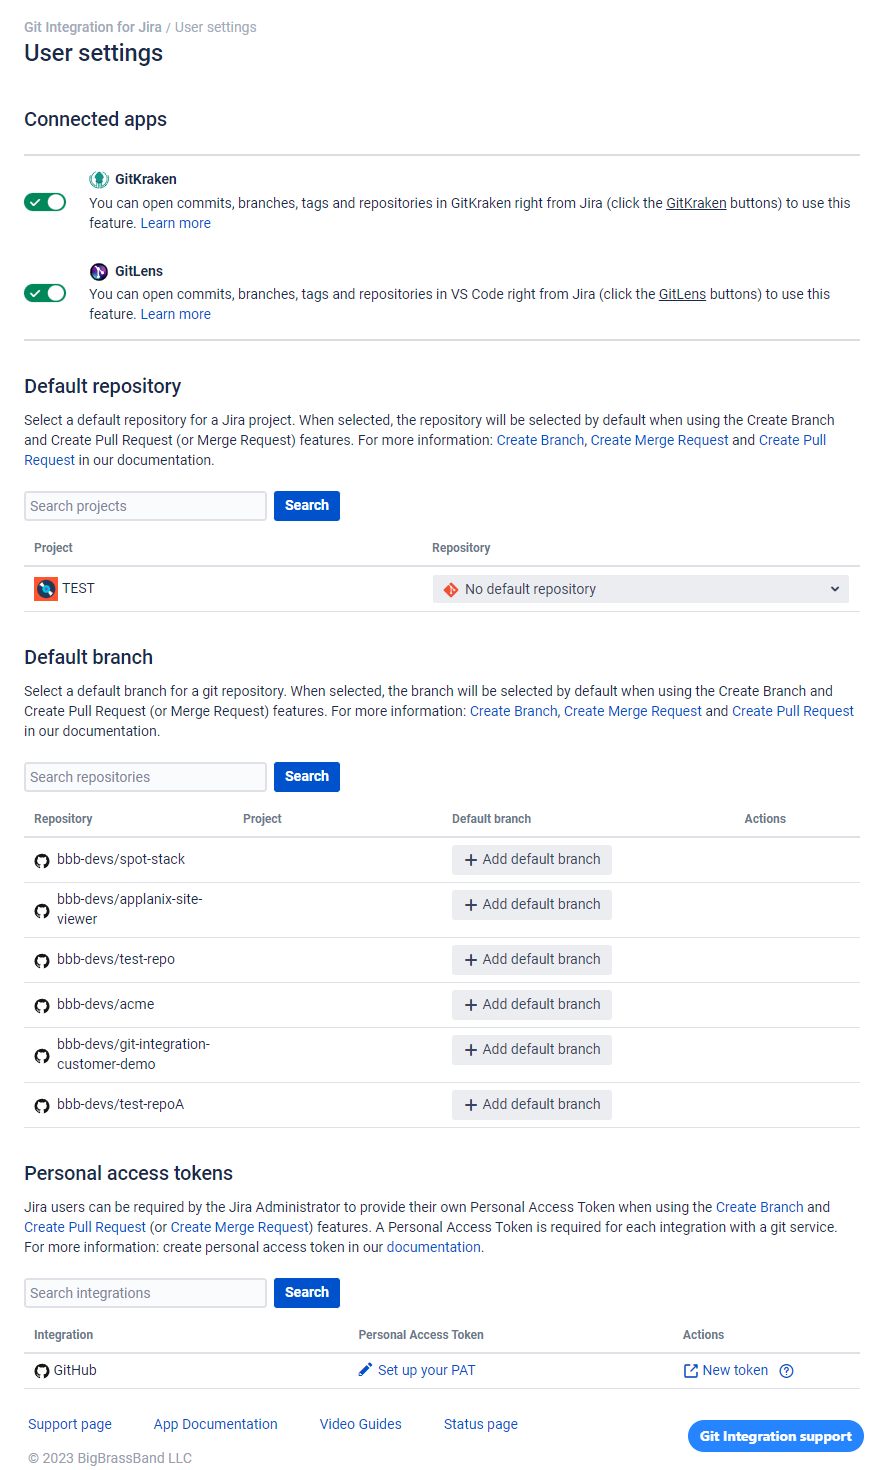 Git Integration for Jira / User settings
User settings
Connected apps
GitKraken
You can open commits, branches, tags and repositories in GitKraken right from Jira (click the GitKraken buttons) to use this
feature. Learn more
GitLens
You can open commits, branches, tags and repositories in VS Code right from Jira (click the GitLens buttons) to use this
feature. Learn more
Default repository
Select a default repository for a Jira project. When selected, the repository will be selected by default when using the Create Branch
and Create Pull Request (or Merge Request) features. For more information: Create Branch, Create Merge Request and Create Pull
Request in our documentation.
Search projects Search
Project Repository
TEST No default repository
Default branch
Select a default branch for a git repository. When selected, the branch will be selected by default when using the Create Branch and
Create Pull Request (or Merge Request) features. For more information: Create Branch, Create Merge Request and Create Pull Request
in our documentation.
Search repositories Search
Repository Project Default branch Actions
bbb-devs/spot-stack + Add default branch
bbb-devs/applanix-site-
viewer + Add default branch
bbb-devs/test-repo + Add default branch
bbb-devs/acme + Add default branch
bbb-devs/git-integration-
customer-demo + Add default branch
bbb-devs/test-repoA + Add default branch
Personal access tokens
Jira users can be required by the Jira Administrator to provide their own Personal Access Token when using the Create Branch and
Create Pull Request (or Create Merge Request) features. A Personal Access Token is required for each integration with a git service.
For more information: create personal access token in our documentation.
Search integrations Search
Integration Personal Access Token Actions
GitHub Set up your PAT New token ?
Support page App Documentation Video Guides Status page
Git Integration support
© 2023 BigBrassBand LLC